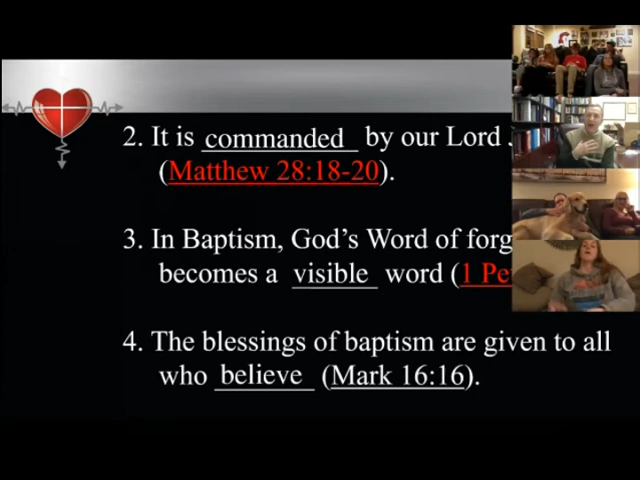 2. It is commanded by our Lord
(Matthew 28:18-20).
3. In Baptism, God's Word of
becomes a visible word (1
4. The blessings of baptism are given to all
who believe (Mark 16:16).